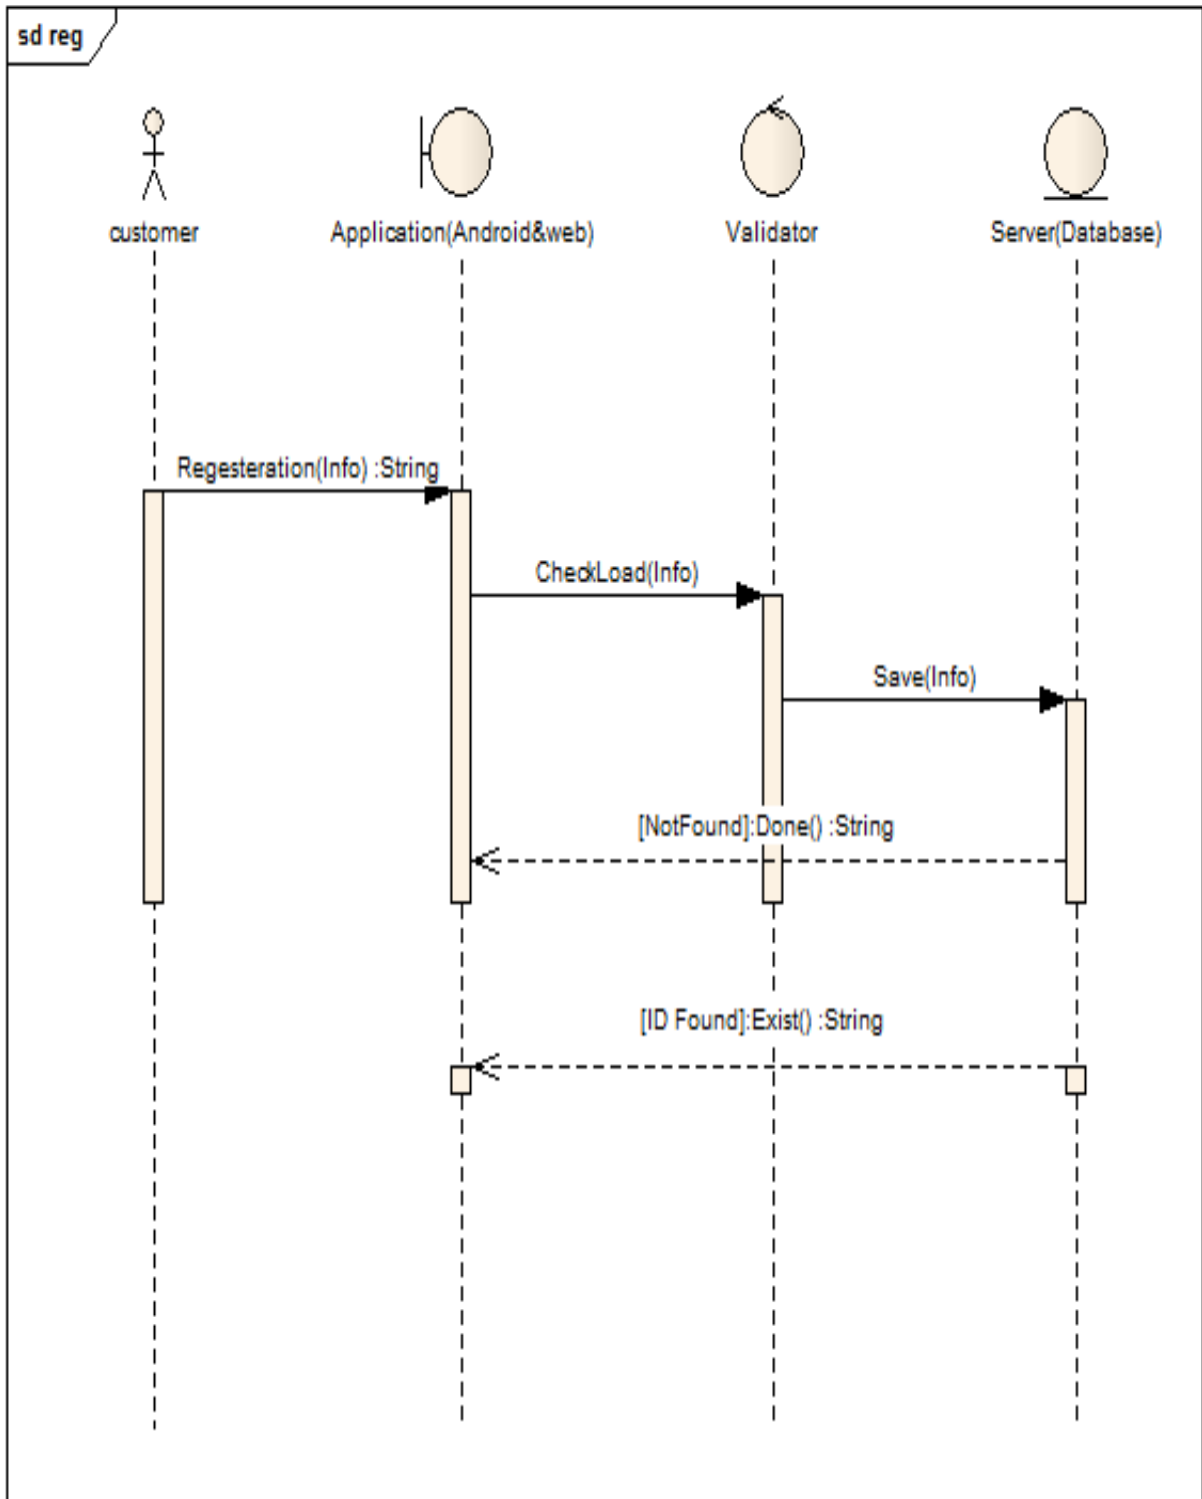 sd reg
customer
Application(Android&web)
Validator
Server(Database)
Regesteration(Info) :String
CheckLoad(Info)
Save(Info)
[NotFound]:Done() :String
[ID Found]:Exist() :String